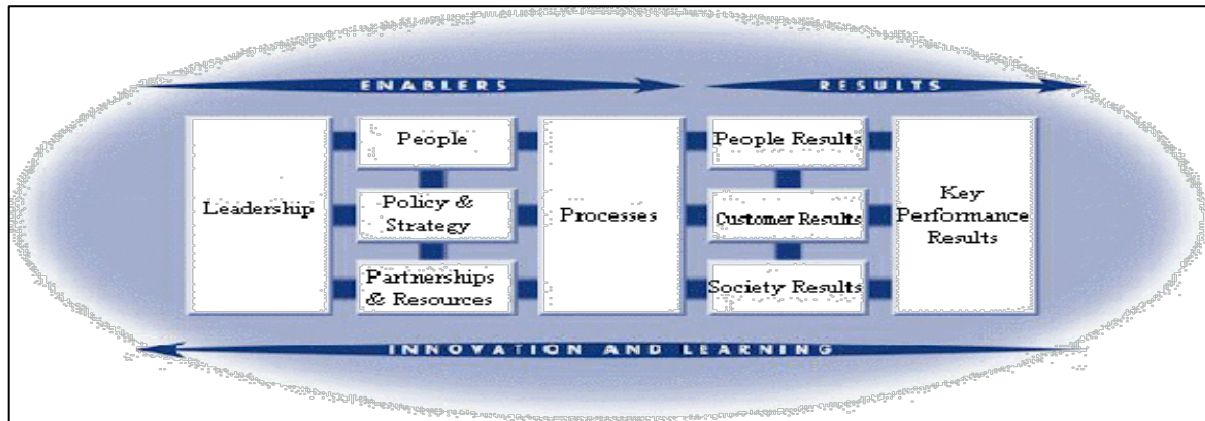 ENABLERS
RESULTS
Leadership
People
Policy &
Strategy
Partnerships
& Resources
Processes
People Results
Customer Results
Society Results
Key
Performance
Results
INNOVATION AND LEARNING